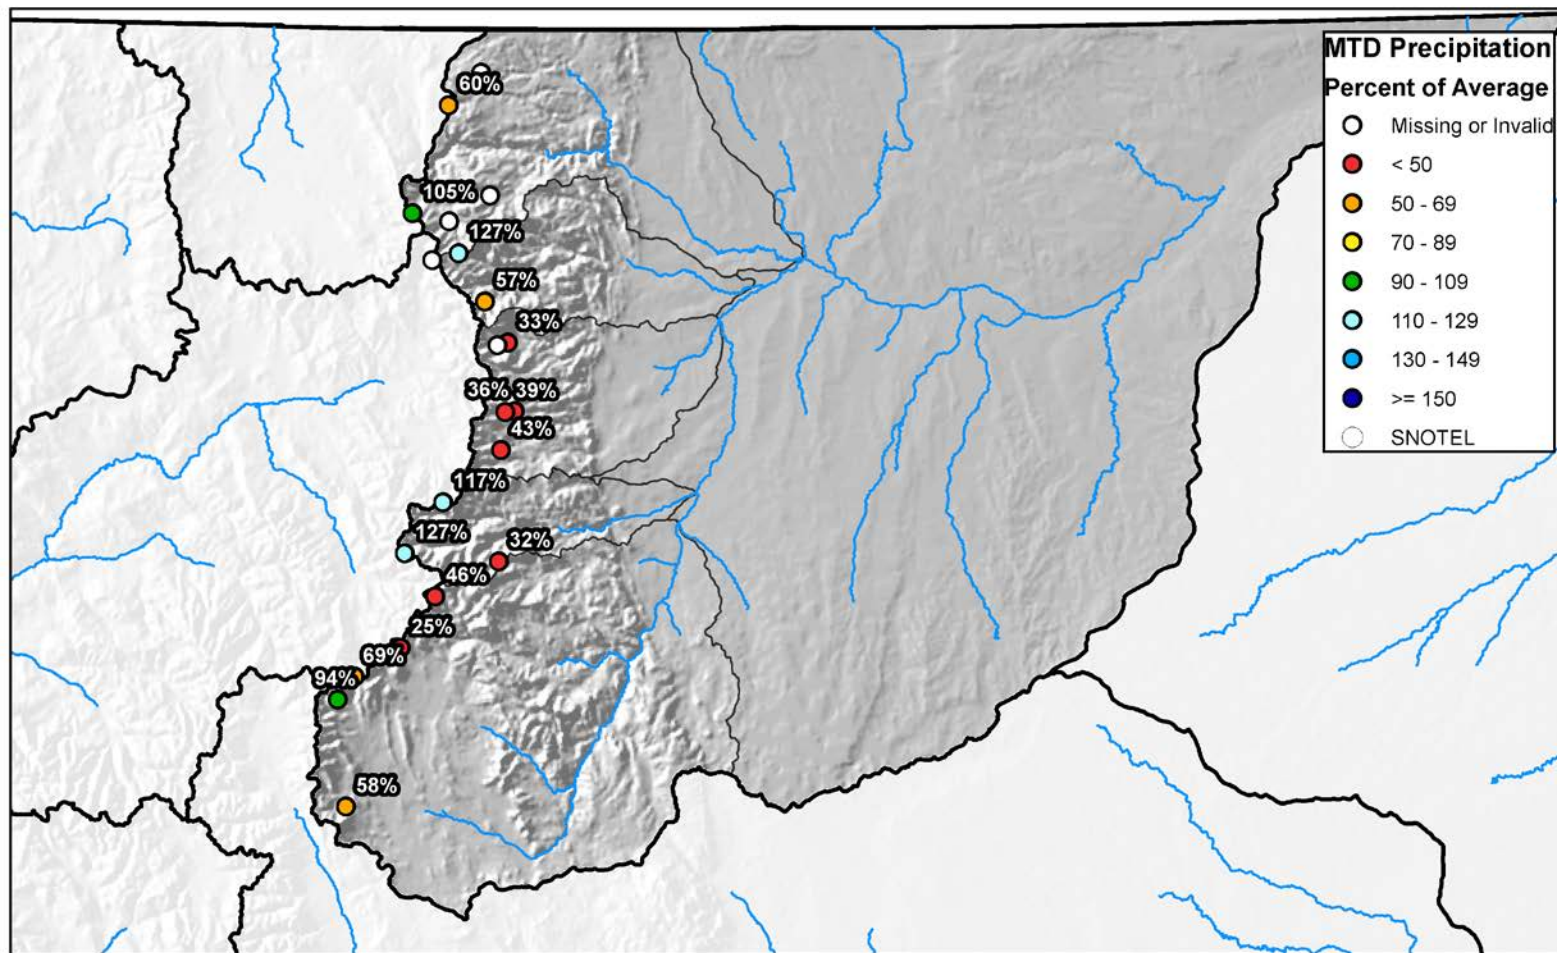 MTD Precipitation
Percent of Average
Missing or Invalid
< 50
50 - 69
70 - 89
90 - 109
110 - 129
130 - 149
>= 150
SNOTEL
60%
105%
127%
57%
33%
36% 39%
43%
117%
127%
32%
46%
25%
69%
94%
58%